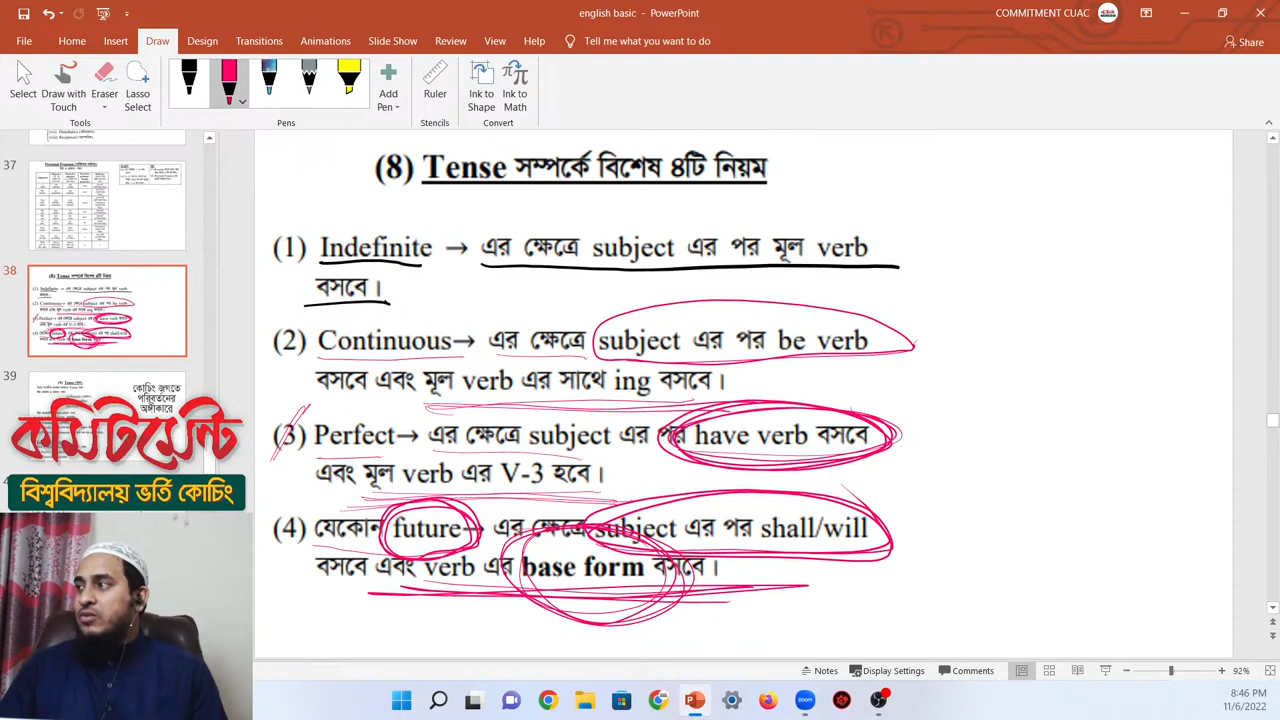 english basic - PowerPoint
COMMITMENT CUAC
File Home Insert Draw Design Transitions Animations Slide Show Review View Help Tell me what you want to do
Share
Select Draw with Touch Eraser Lasso Select
Add Pen
Ruler
Ink to Shape Ink to Math
Tools
Pens
Stencils
Convert
37
38
39
(8) Tense সম্পর্কে বিশেষ ৪টি নিয়ম
(1) Indefinite → এর ক্ষেত্রে subject এর পর মূল verb
বসবে।
(2) Continuous→ এর ক্ষেত্রে subject এর পর be verb
বসবে এবং মূল verb এর সাথে ing বসবে।
(3) Perfect→ এর ক্ষেত্রে subject এর পর have verb বসবে
এবং মূল verb এর V-3 হবে।
(4) যেকোন future→ এর ক্ষেত্রে subject এর পর shall/will
বসবে এবং verb এর base form বসবে।
কোচিং জগতে
পরিবর্তনের
অঙ্গীকারে
কমিটমেন্ট
বিশ্ববিদ্যালয় ভর্তি কোচিং
Notes Display Settings Comments
92%
8:46 PM
11/6/2022